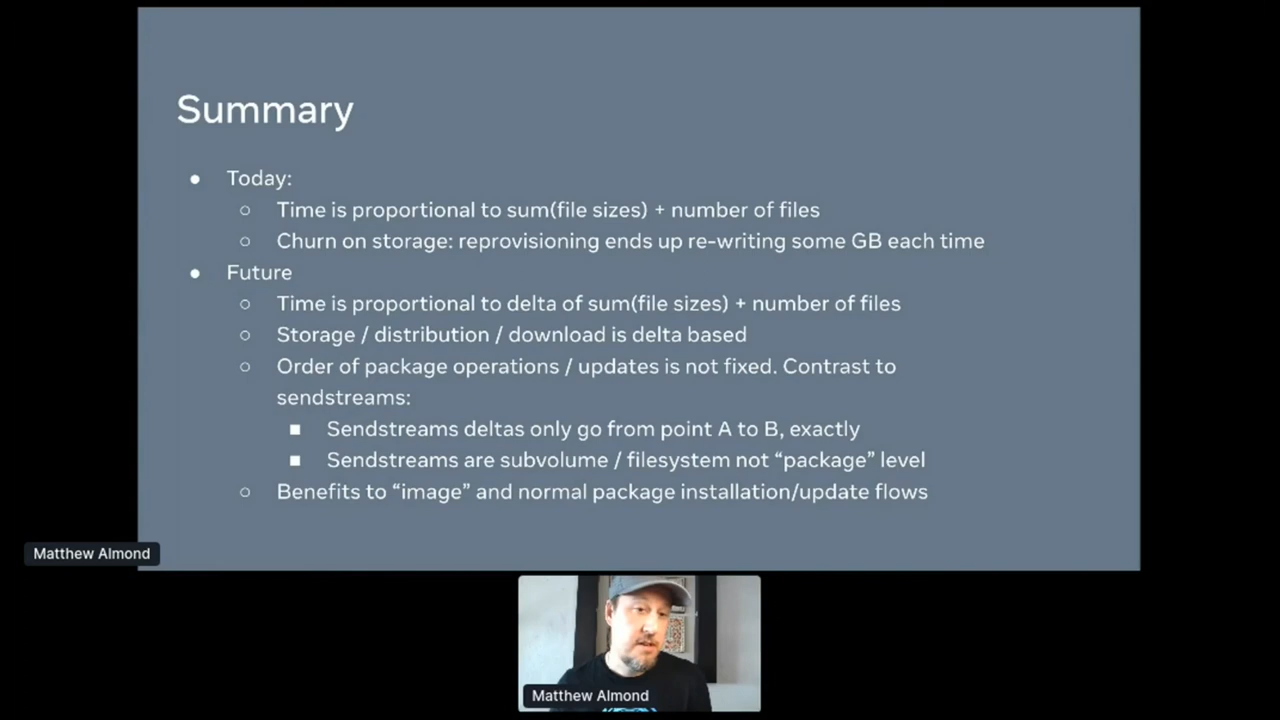 Summary
● Today:
○ Time is proportional to sum(file sizes) + number of files
○ Churn on storage: reprovisioning ends up re-writing some GB each time
● Future
○ Time is proportional to delta of sum(file sizes) + number of files
○ Storage / distribution / download is delta based
○ Order of package operations / updates is not fixed. Contrast to
sendstreams:
■ Sendstreams deltas only go from point A to B, exactly
■ Sendstreams are subvolume / filesystem not “package” level
○ Benefits to “image” and normal package installation/update flows
Matthew Almond
Matthew Almond